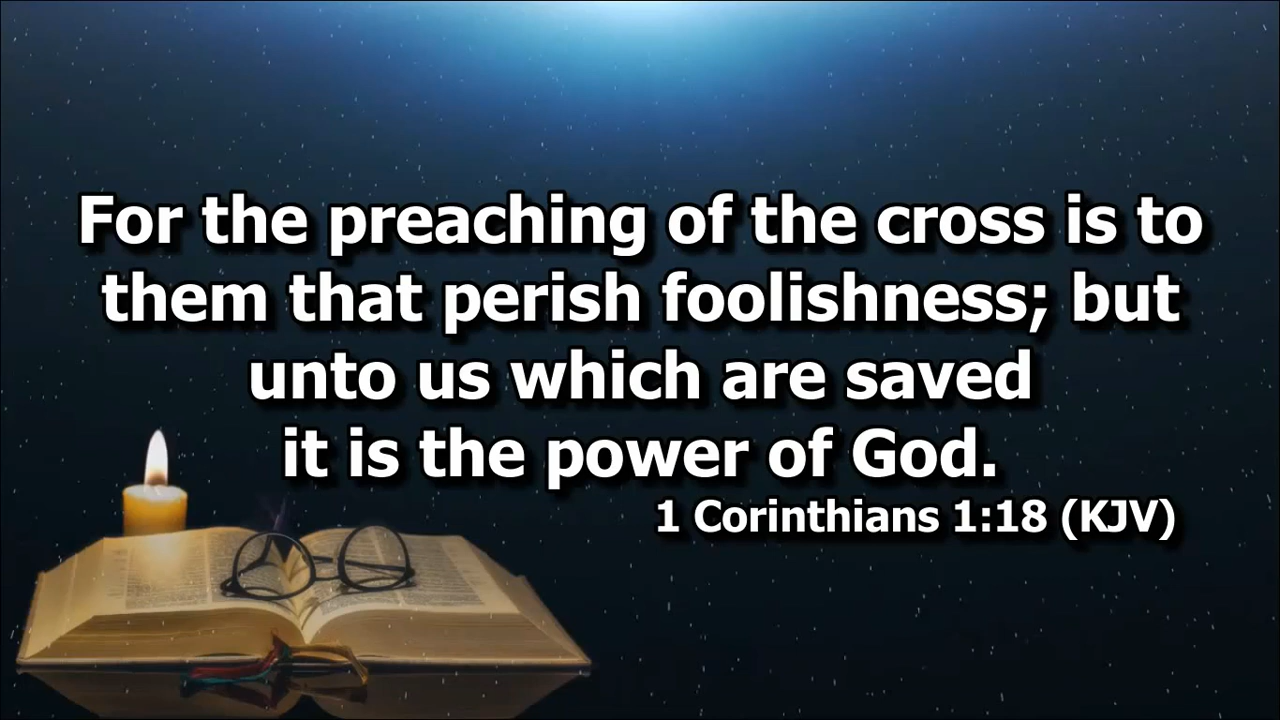 For the preaching of the cross is to
them that perish foolishness; but
unto us which are saved
it is the power of God.
1 Corinthians 1:18 (KJV)